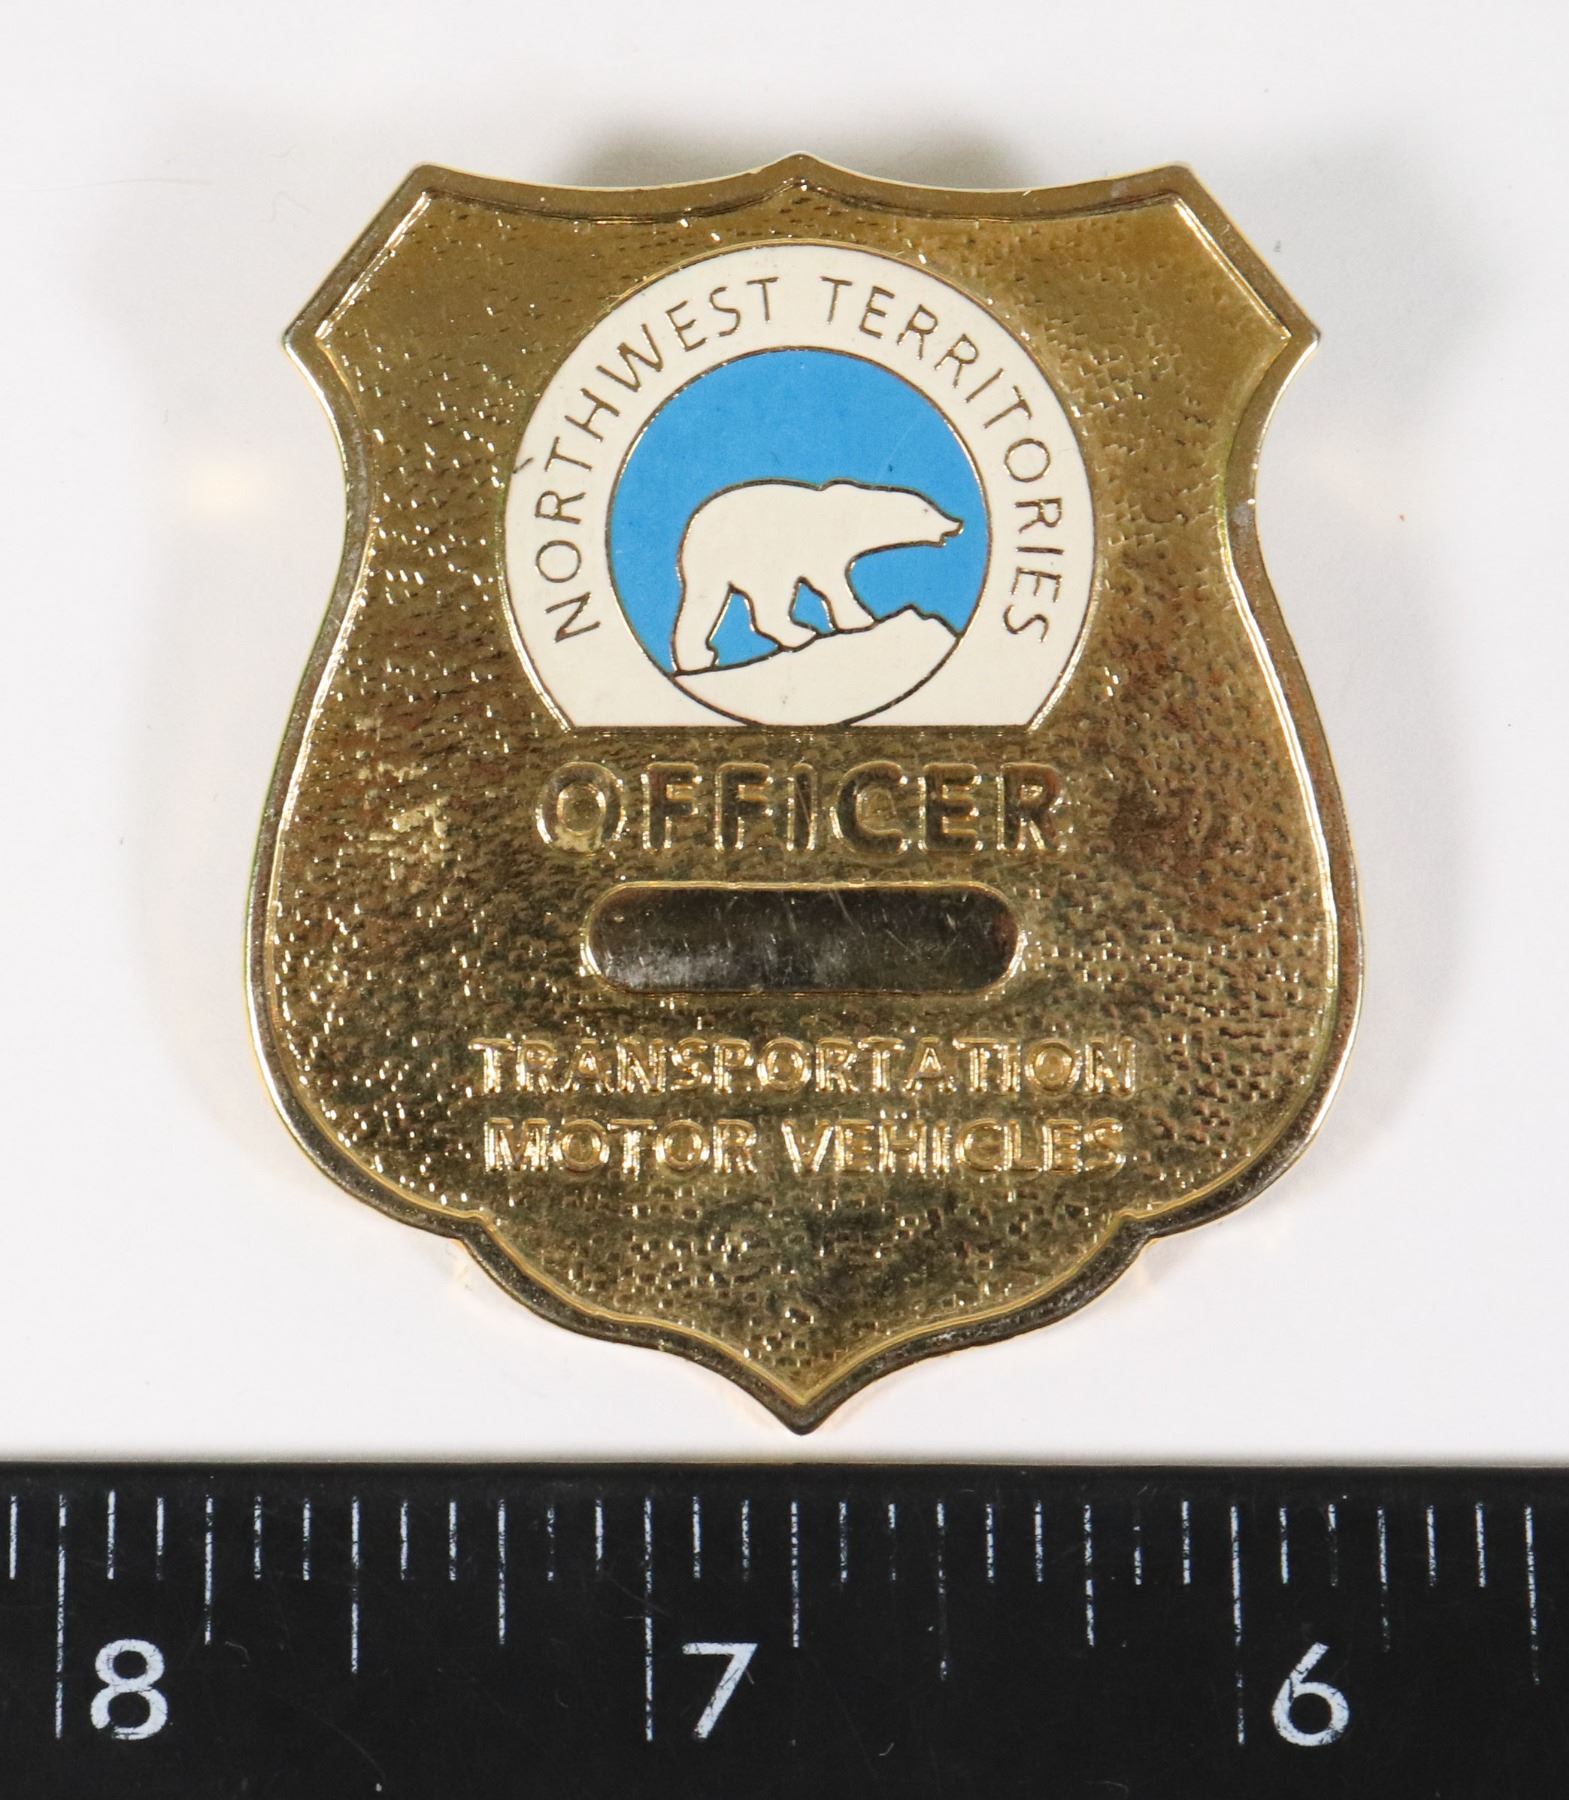 NORTHWEST TERRITORIES
OFFICER
TRANSPORTATION
MOTOR VEHICLES
8 7 6